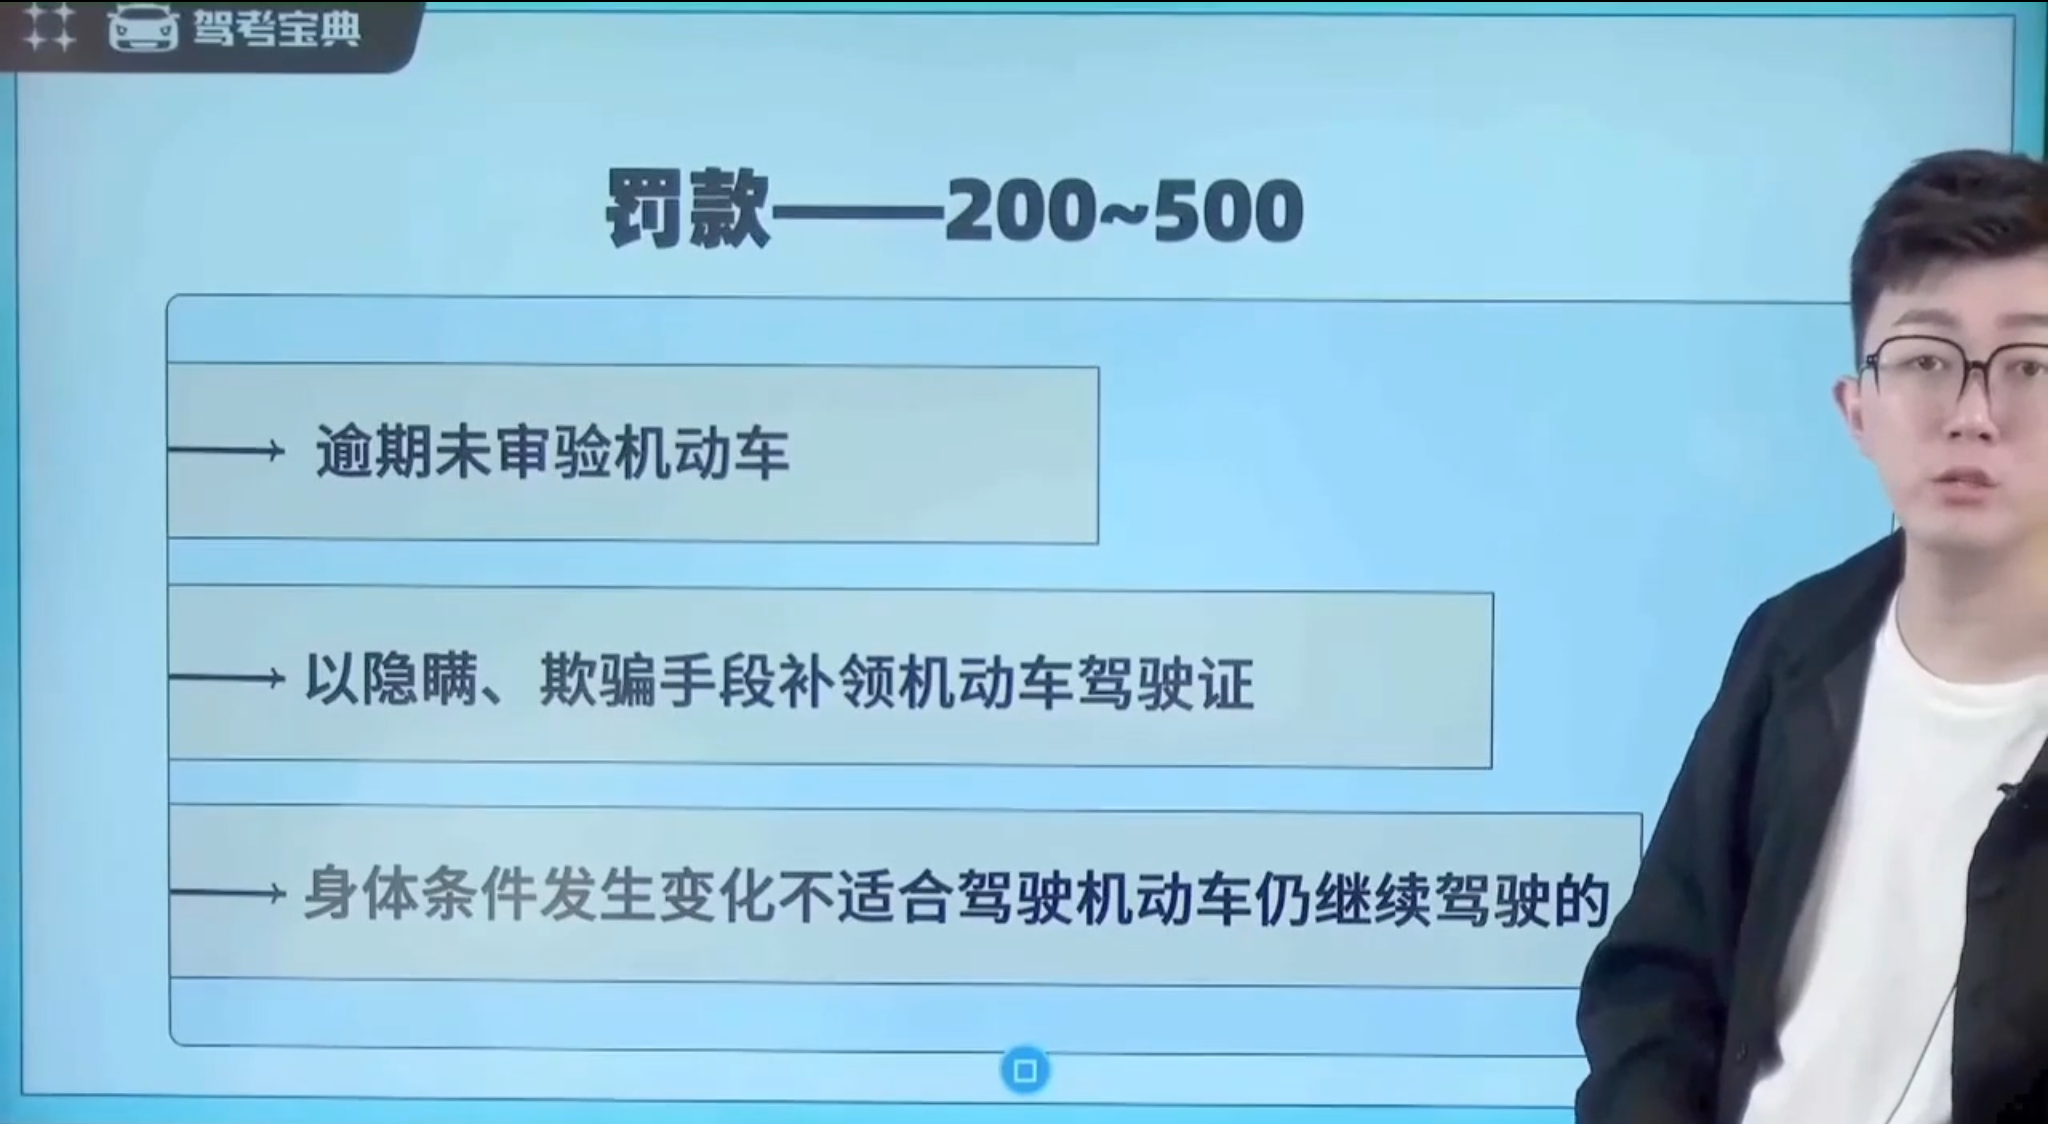 驾考宝典
罚款——200~500
逾期未审验机动车
以隐瞒、欺骗手段补领机动车驾驶证
身体条件发生变化不适合驾驶机动车仍继续驾驶的